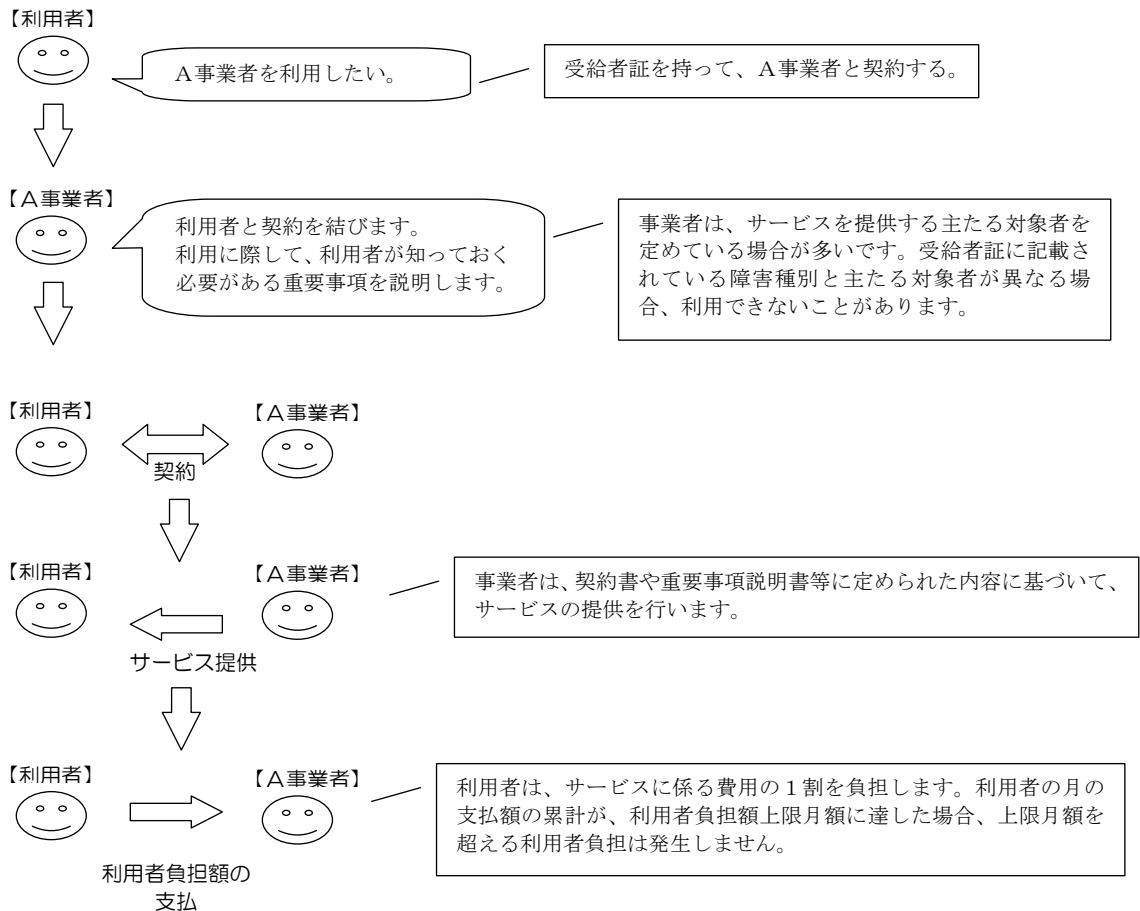 【利用者】
A事業者を利用したい。
受給者証を持って、A事業者と契約する。
【A事業者】
利用者と契約を結びます。
利用に際して、利用者が知っておく
必要がある重要事項を説明します。
事業者は、サービスを提供する主たる対象者を
定めている場合が多いです。受給者証に記載さ
れている障害種別と主たる対象者が異なる場
合、利用できないことがあります。
【利用者】
【A事業者】
契約
【利用者】
【A事業者】
サービス提供
事業者は、契約書や重要事項説明書等に定められた内容に基づいて、
サービスの提供を行います。
【利用者】
【A事業者】
利用者負担額の
支払
利用者は、サービスに係る費用の１割を負担します。利用者の月の
支払額の累計が、利用者負担額上限月額に達した場合、上限月額を
超える利用者負担は発生しません。